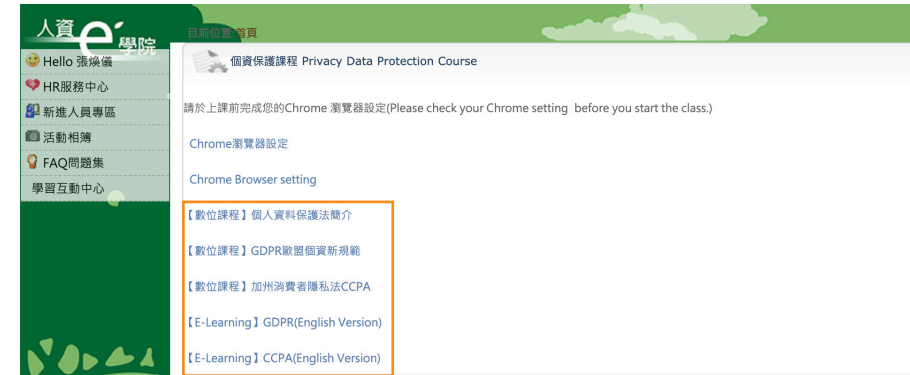 人資e學院
目前位置:首頁
Hello 張煥儀
個資保護課程 Privacy Data Protection Course
HR服務中心
新進人員專區
請於上課前完成您的Chrome 瀏覽器設定(Please check your Chrome setting before you start the class.)
活動相簿
Chrome瀏覽器設定
FAQ問題集
Chrome Browser setting
學習互動中心
【數位課程】個人資料保護法簡介
【數位課程】GDPR歐盟個資新規範
【數位課程】加州消費者隱私法CCPA
【E-Learning】GDPR(English Version)
【E-Learning】CCPA(English Version)